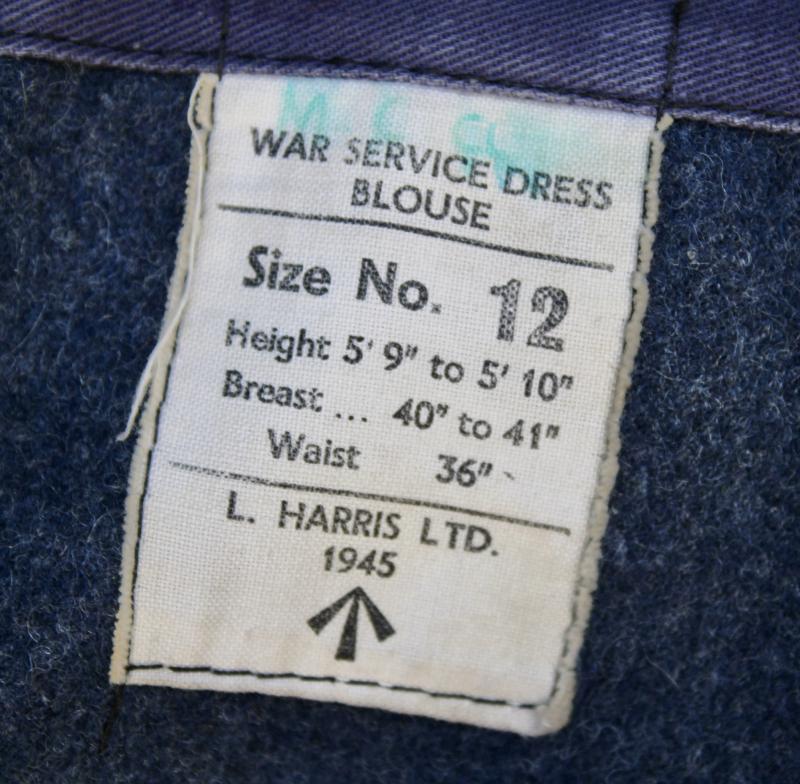 M. C.
WAR SERVICE DRESS
BLOUSE
Size No. 12
Height 5' 9" to 5' 10"
Breast ... 40" to 41"
Waist 36"
L. HARRIS LTD.
1945